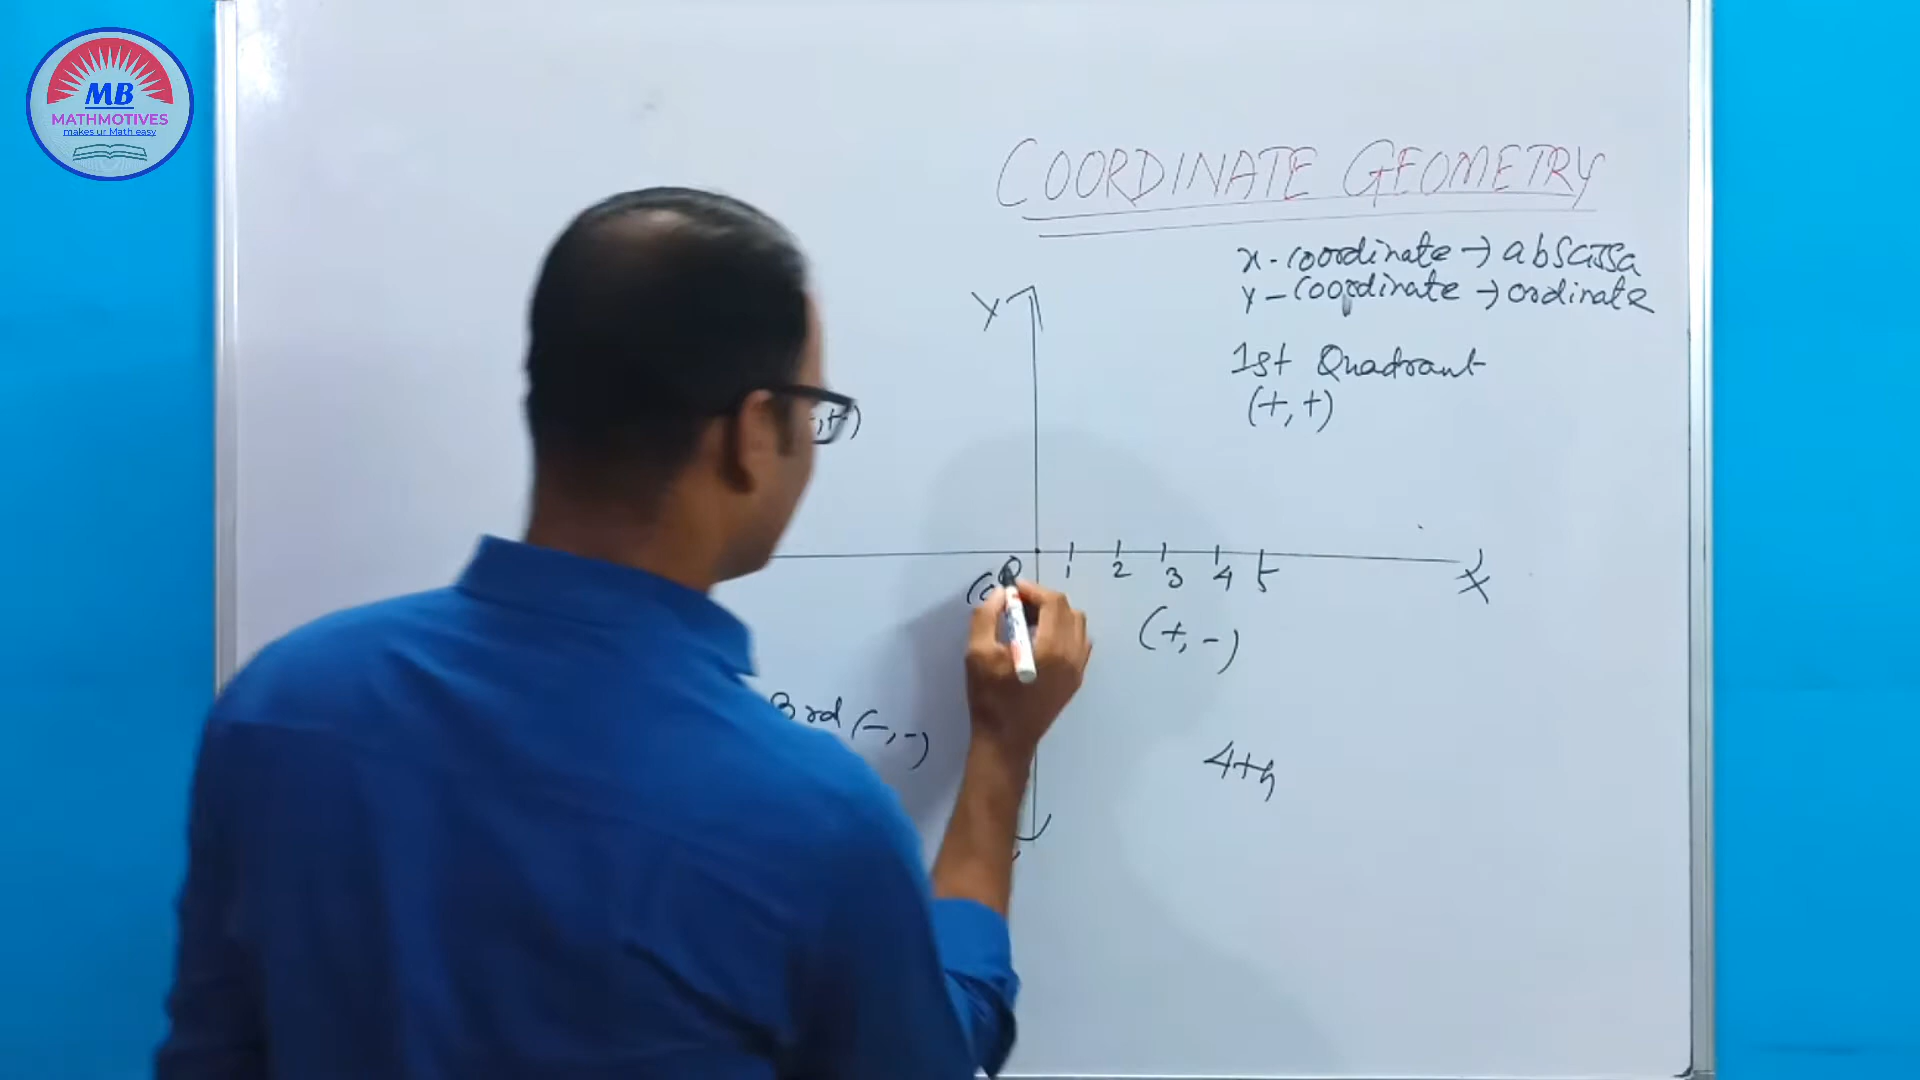 MB
MATHMOTIVES
makes ur Math easy
COORDINATE GEOMETRY
x-coordinate → abscissa
y-coordinate → ordinate
Y
1st Quadrant
(+,+)
,+)
O
1 2 3 4 5
X
(+,-)
3rd (-,-)
4th